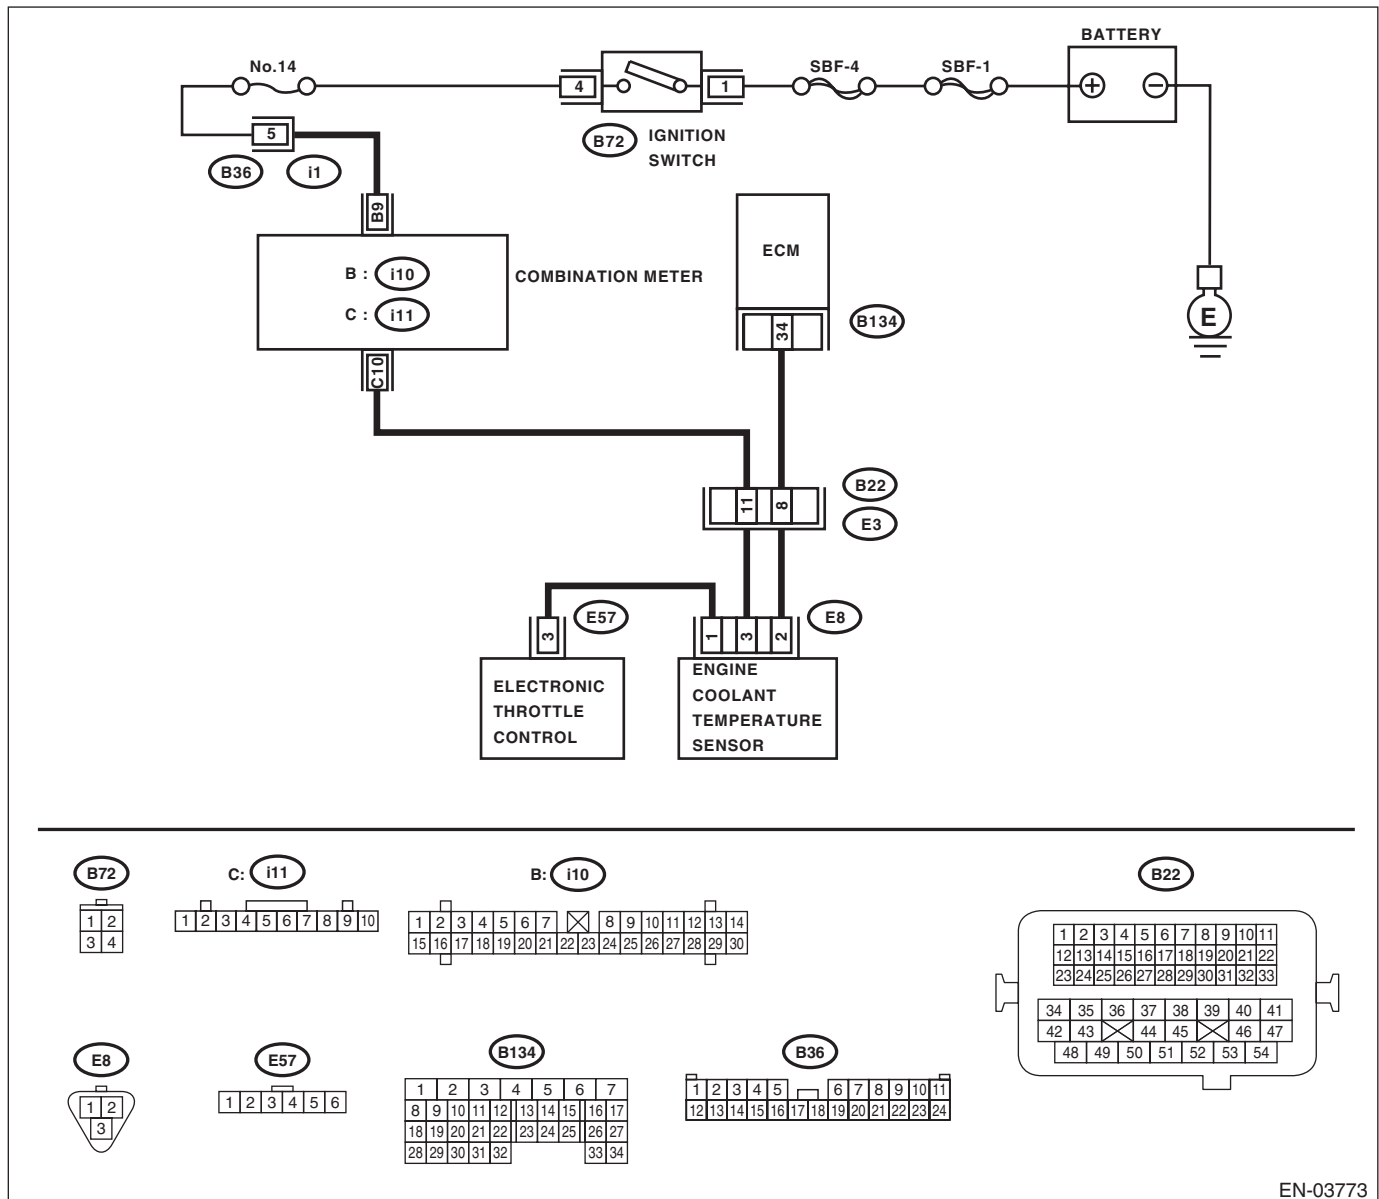 BATTERY
No.14
SBF-4
SBF-1
4
1
5
B72
IGNITION
SWITCH
B36
i1
B9
B : i10
C : i11
COMBINATION METER
ECM
34
B134
E
C10
11
8
B22
E3
E57
E8
3
1
3
2
ELECTRONIC
THROTTLE
CONTROL
ENGINE
COOLANT
TEMPERATURE
SENSOR
B72
1 2
3 4
C: i11
1 2 3 4 5 6 7 8 9 10
B: i10
1 2 3 4 5 6 7 8 9 10 11 12 13 14
15 16 17 18 19 20 21 22 23 24 25 26 27 28 29 30
B22
1 2 3 4 5 6 7 8 9 10 11
12 13 14 15 16 17 18 19 20 21 22
23 24 25 26 27 28 29 30 31 32 33
34 35 36 37 38 39 40 41
42 43 44 45 46 47
48 49 50 51 52 53 54
E8
1 2
3
E57
1 2 3 4 5 6
B134
1 2 3 4 5 6 7
8 9 10 11 12 13 14 15 16 17
18 19 20 21 22 23 24 25 26 27
28 29 30 31 32 33 34
B36
1 2 3 4 5 6 7 8 9 10 11
12 13 14 15 16 17 18 19 20 21 22 23 24
EN-03773